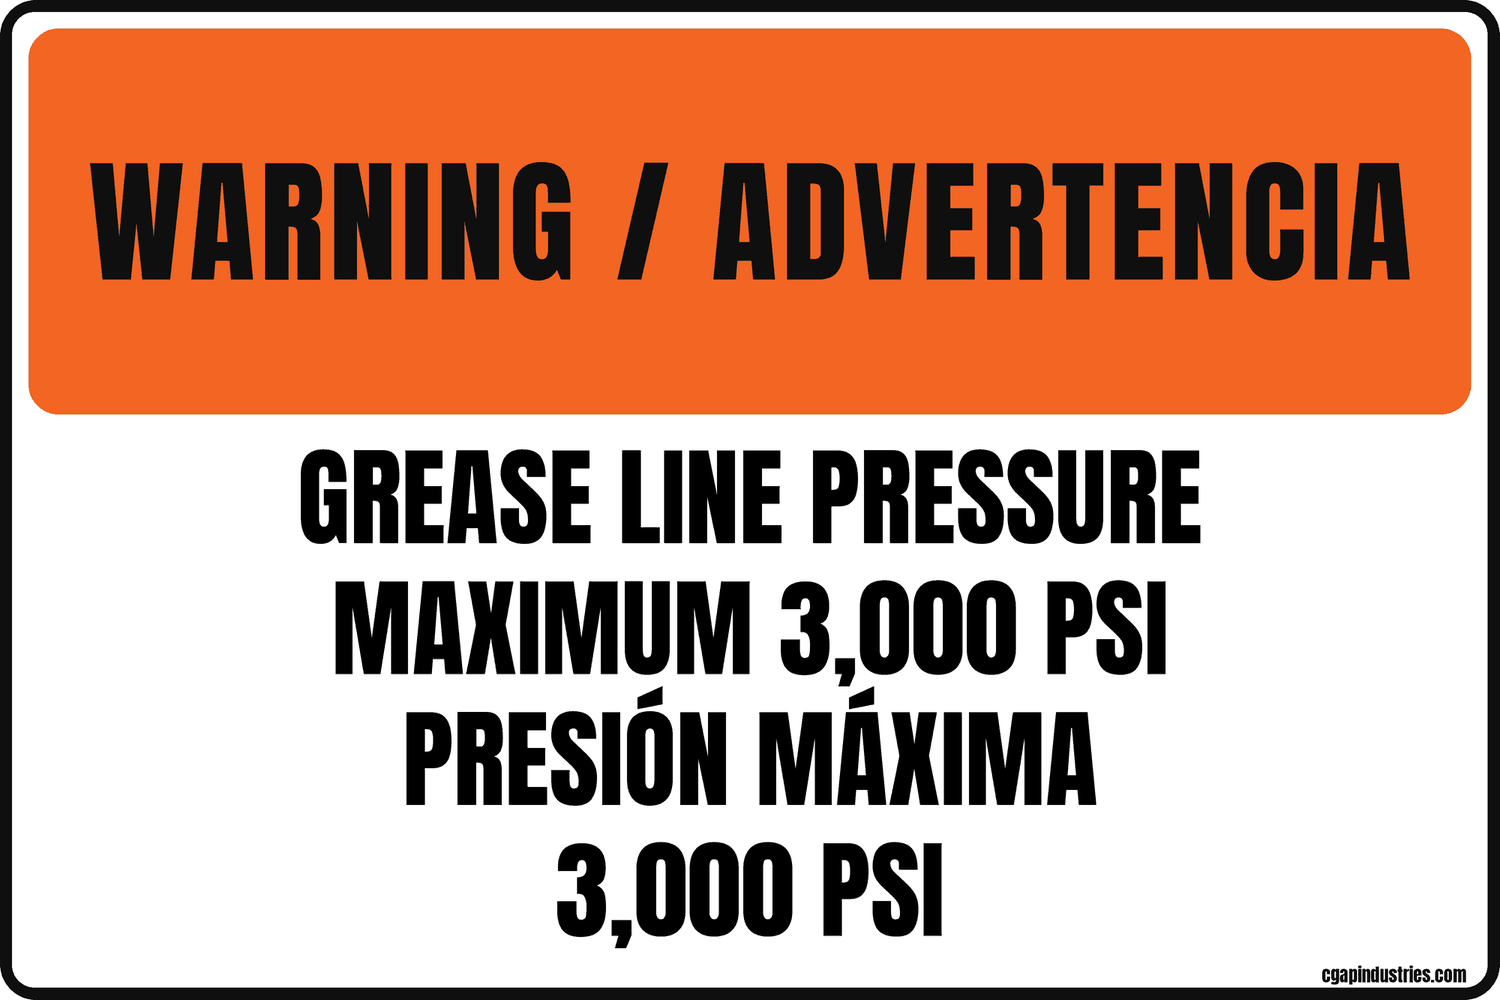 WARNING / ADVERTENCIA
GREASE LINE PRESSURE
MAXIMUM 3,000 PSI
PRESIÓN MÁXIMA
3,000 PSI
cgapindustries.com